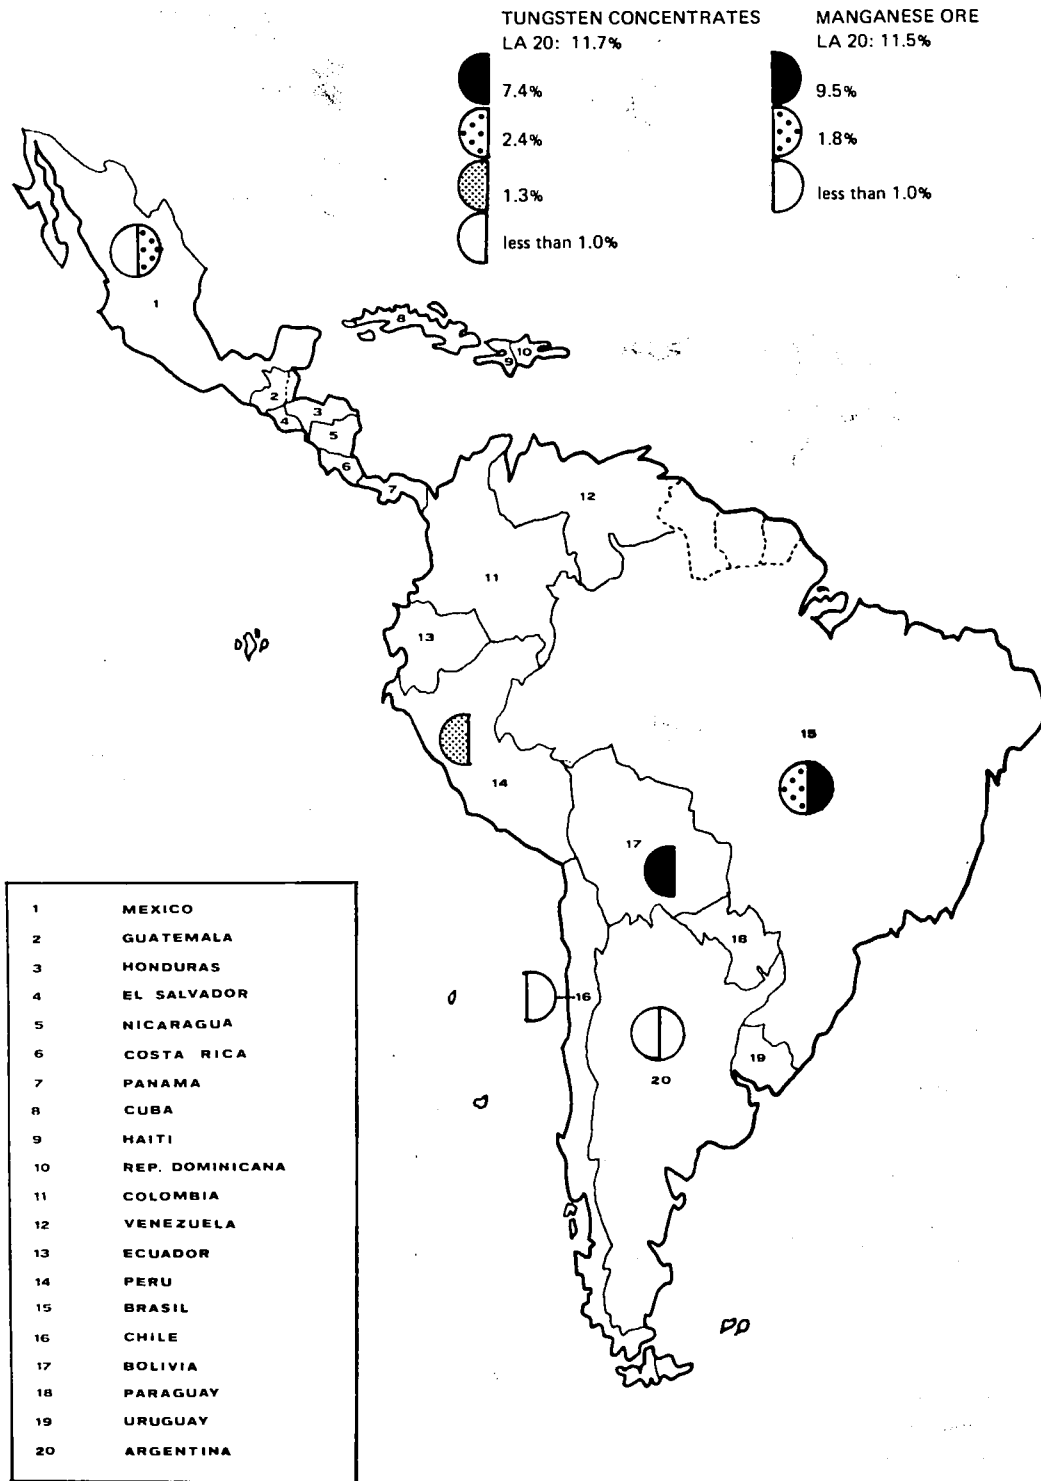 TUNGSTEN CONCENTRATES
LA 20: 11.7%
7.4%
2.4%
1.3%
less than 1.0%
MANGANESE ORE
LA 20: 11.5%
9.5%
1.8%
less than 1.0%
1
8
10
9
2
3
4
5
6
7
12
11
13
15
14
17
18
16
19
20
1 MEXICO
2 GUATEMALA
3 HONDURAS
4 EL SALVADOR
5 NICARAGUA
6 COSTA RICA
7 PANAMA
8 CUBA
9 HAITI
10 REP. DOMINICANA
11 COLOMBIA
12 VENEZUELA
13 ECUADOR
14 PERU
15 BRASIL
16 CHILE
17 BOLIVIA
18 PARAGUAY
19 URUGUAY
20 ARGENTINA